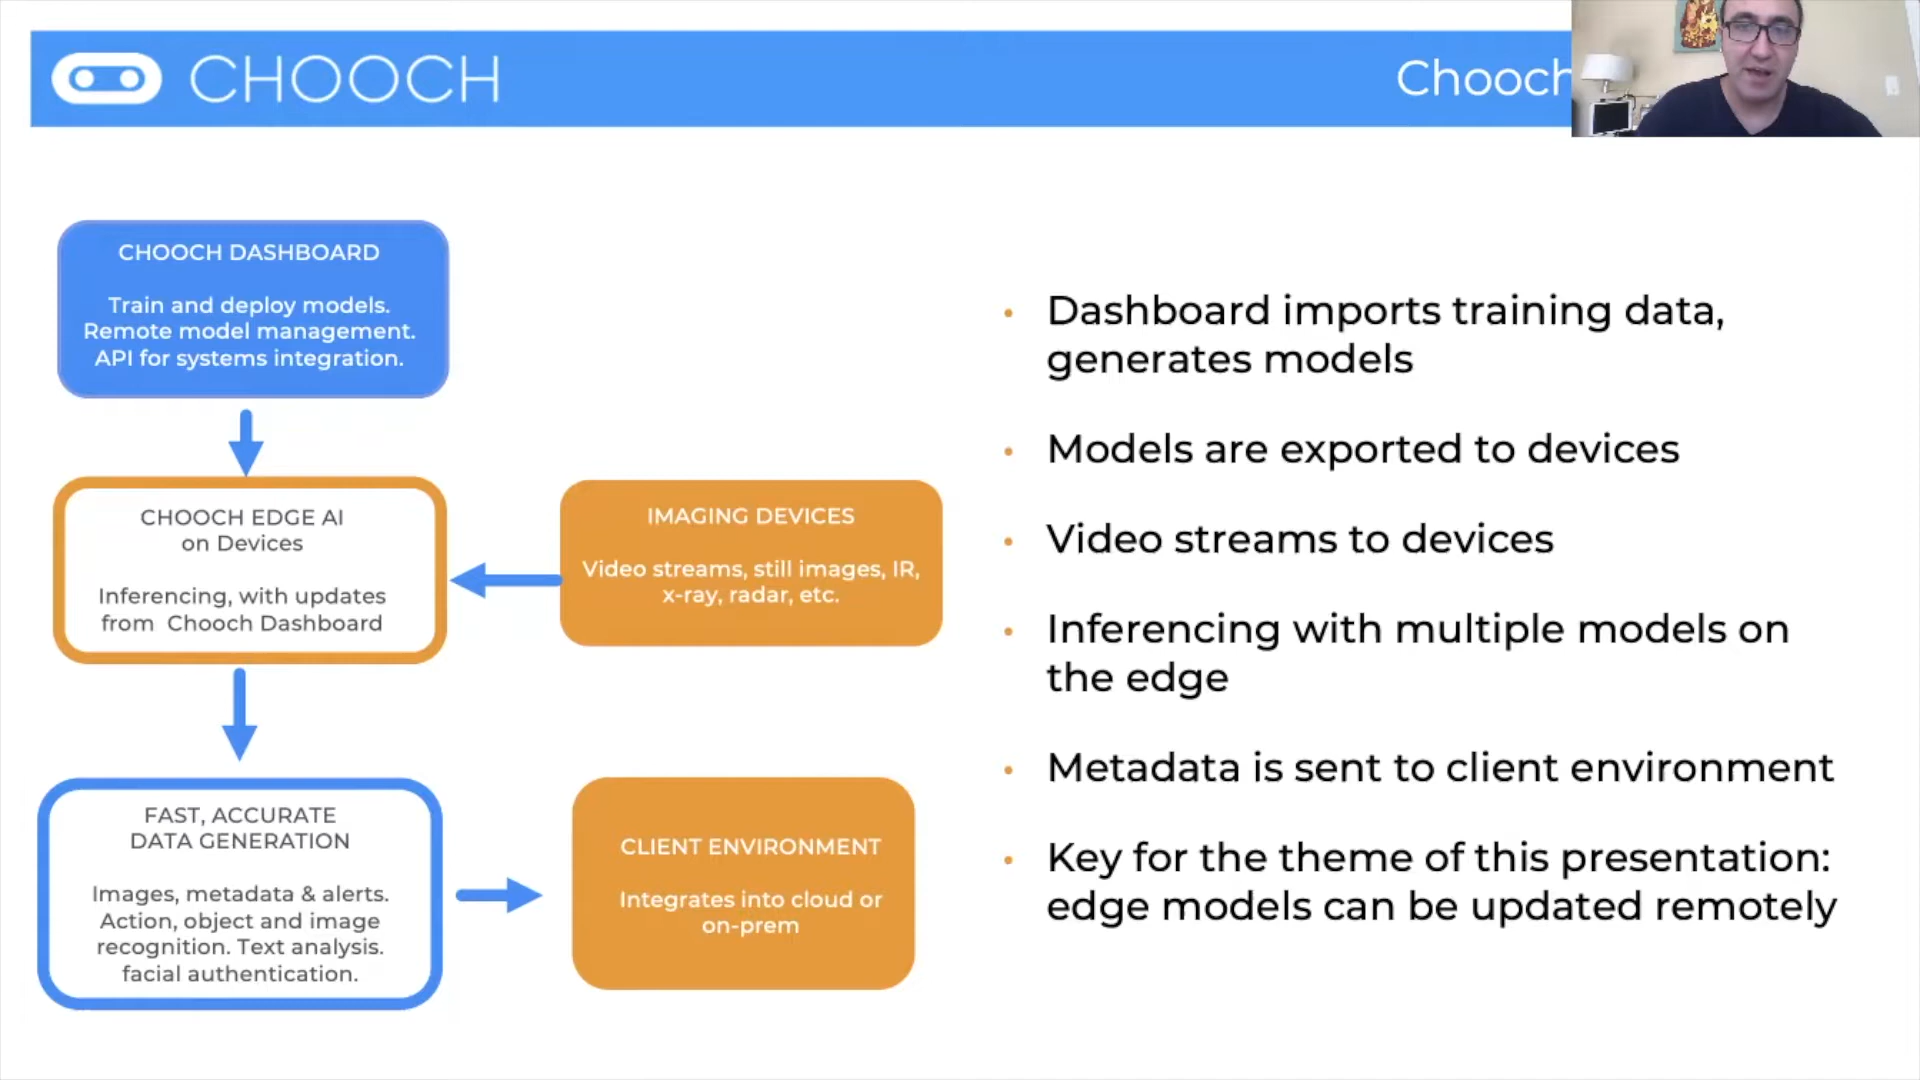 CHOOCH
Chooch
CHOOCH DASHBOARD
Train and deploy models.
Remote model management.
API for systems integration.
CHOOCH EDGE AI
on Devices
Inferencing, with updates
from Chooch Dashboard
IMAGING DEVICES
Video streams, still images, IR,
x-ray, radar, etc.
FAST, ACCURATE
DATA GENERATION
Images, metadata & alerts.
Action, object and image
recognition. Text analysis.
facial authentication.
CLIENT ENVIRONMENT
Integrates into cloud or
on-prem
• Dashboard imports training data,
generates models
• Models are exported to devices
• Video streams to devices
• Inferencing with multiple models on
the edge
• Metadata is sent to client environment
• Key for the theme of this presentation:
edge models can be updated remotely